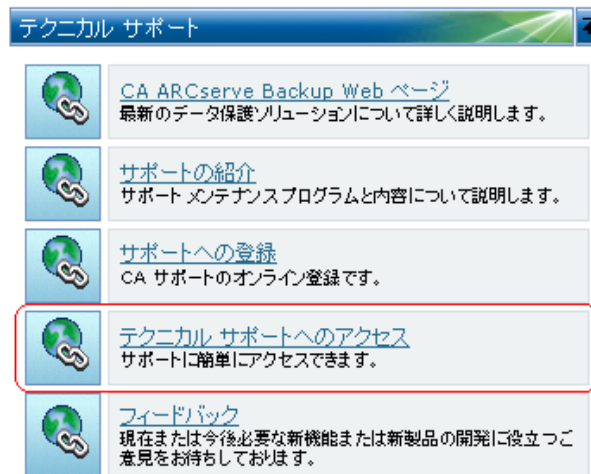 テクニカル サポート
CA ARCserve Backup Web ページ
最新のデータ保護ソリューションについて詳しく説明します。
サポートの紹介
サポート メンテナンス プログラムと内容について説明します。
サポートへの登録
CA サポートのオンライン登録です。
テクニカル サポートへのアクセス
サポートに簡単にアクセスできます。
フィードバック
現在または今後必要な新機能または新製品の開発に役立つご
意見をお待ちしております。